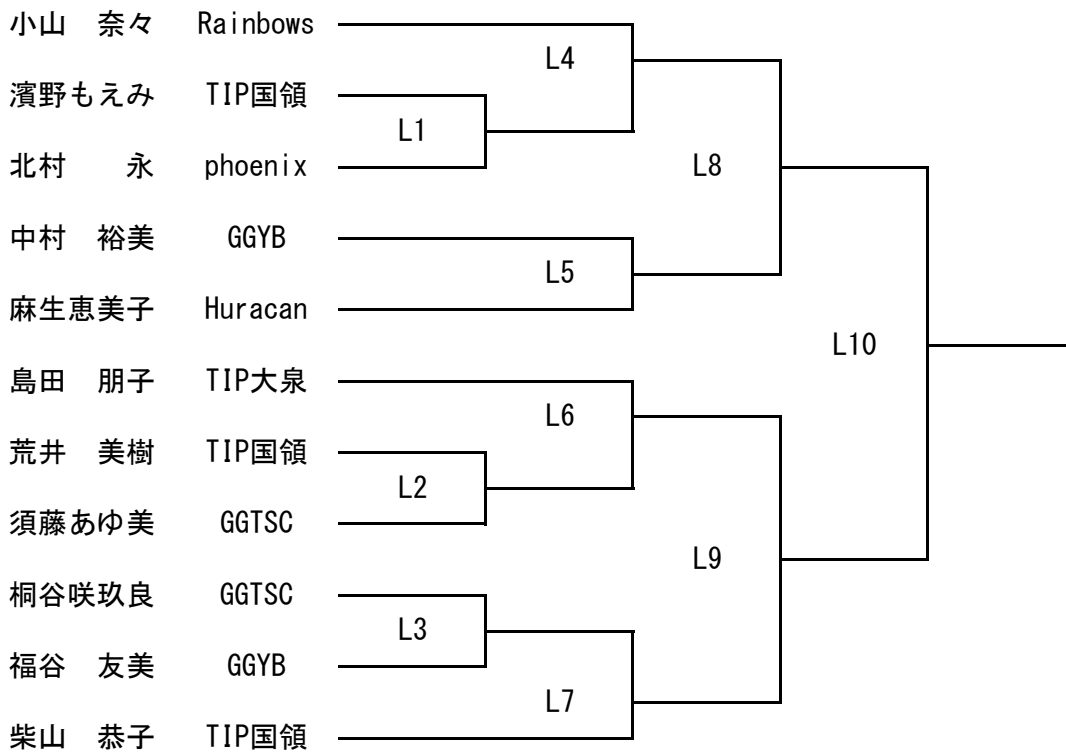 小山　奈々 Rainbows
L4
濱野もえみ TIP国領
L1
北村　　永 phoenix
L8
中村　裕美 GGYB
L5
麻生恵美子 Huracan
L10
島田　朋子 TIP大泉
L6
荒井　美樹 TIP国領
L2
須藤あゆ美 GGTSC
L9
桐谷咲玖良 GGTSC
L3
福谷　友美 GGYB
L7
柴山　恭子 TIP国領